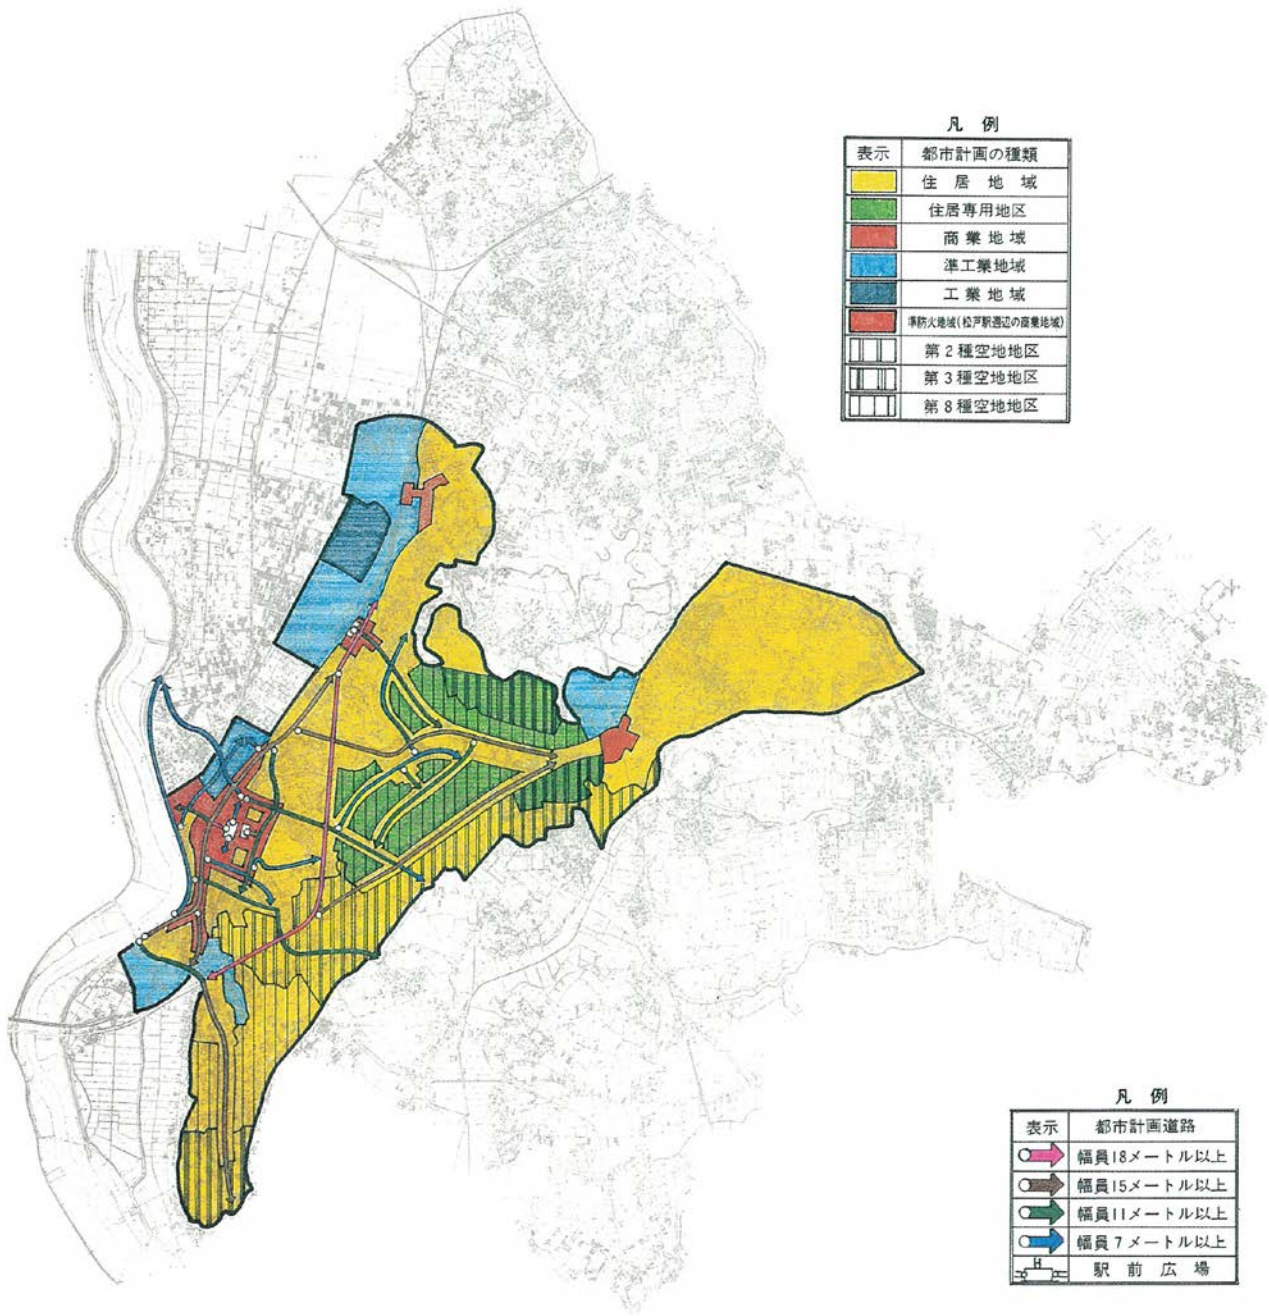 凡例
表示 都市計画の種類
住居地域
住居専用地区
商業地域
準工業地域
工業地域
準防火地域(松戸駅週辺の商業地域)
第2種空地地区
第3種空地地区
第8種空地地区
凡例
表示 都市計画道路
幅員18メートル以上
幅員15メートル以上
幅員11メートル以上
幅員7メートル以上
H 駅前広場